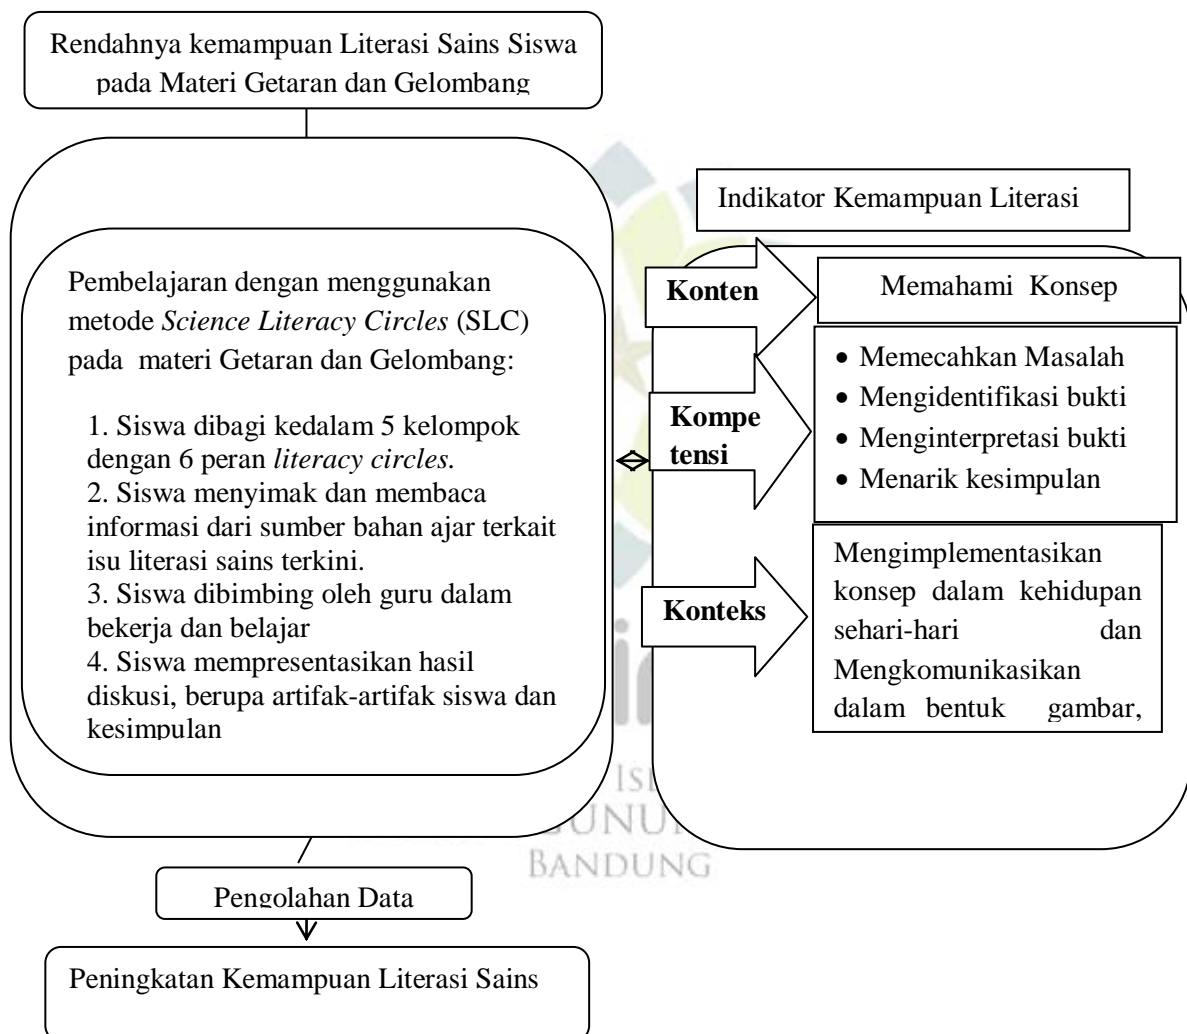 Rendahnya kemampuan Literasi Sains Siswa
pada Materi Getaran dan Gelombang
Pembelajaran dengan menggunakan
metode Science Literacy Circles (SLC)
pada materi Getaran dan Gelombang:
1. Siswa dibagi kedalam 5 kelompok
dengan 6 peran literacy circles.
2. Siswa menyimak dan membaca
informasi dari sumber bahan ajar terkait
isu literasi sains terkini.
3. Siswa dibimbing oleh guru dalam
bekerja dan belajar
4. Siswa mempresentasikan hasil
diskusi, berupa artifak-artifak siswa dan
kesimpulan
Indikator Kemampuan Literasi
Konten
Memahami Konsep
Kompe
tensi
• Memecahkan Masalah
• Mengidentifikasi bukti
• Menginterpretasi bukti
• Menarik kesimpulan
Konteks
Mengimplementasikan
konsep dalam kehidupan
sehari-hari dan
Mengkomunikasikan
dalam bentuk gambar,
BANDUNG
Pengolahan Data
Peningkatan Kemampuan Literasi Sains